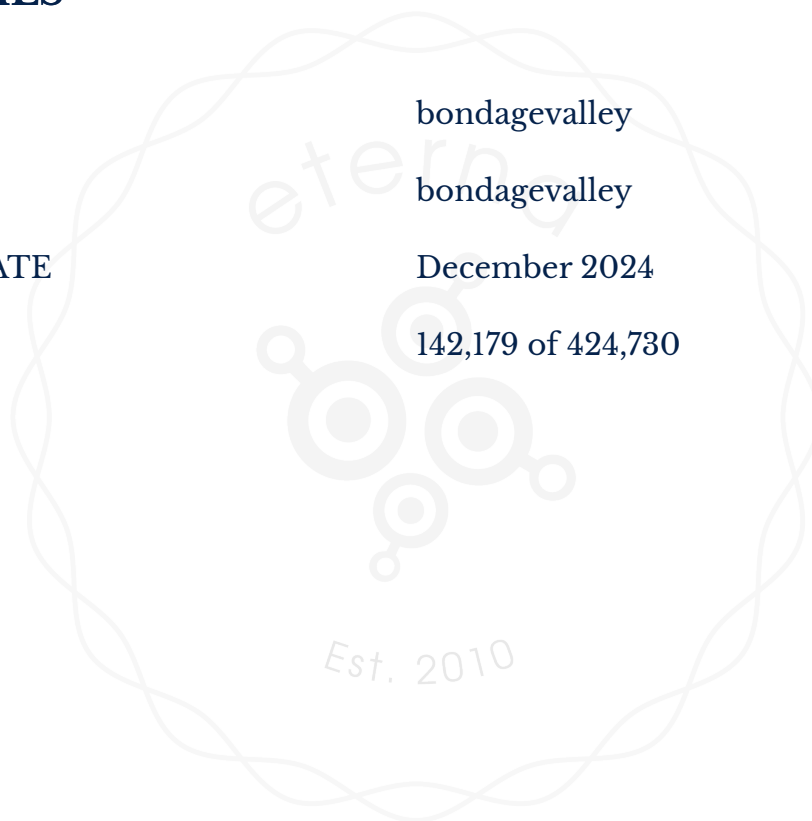 bondagevalley
bondagevalley
ATE December 2024
142,179 of 424,730
eterna
Est. 2010